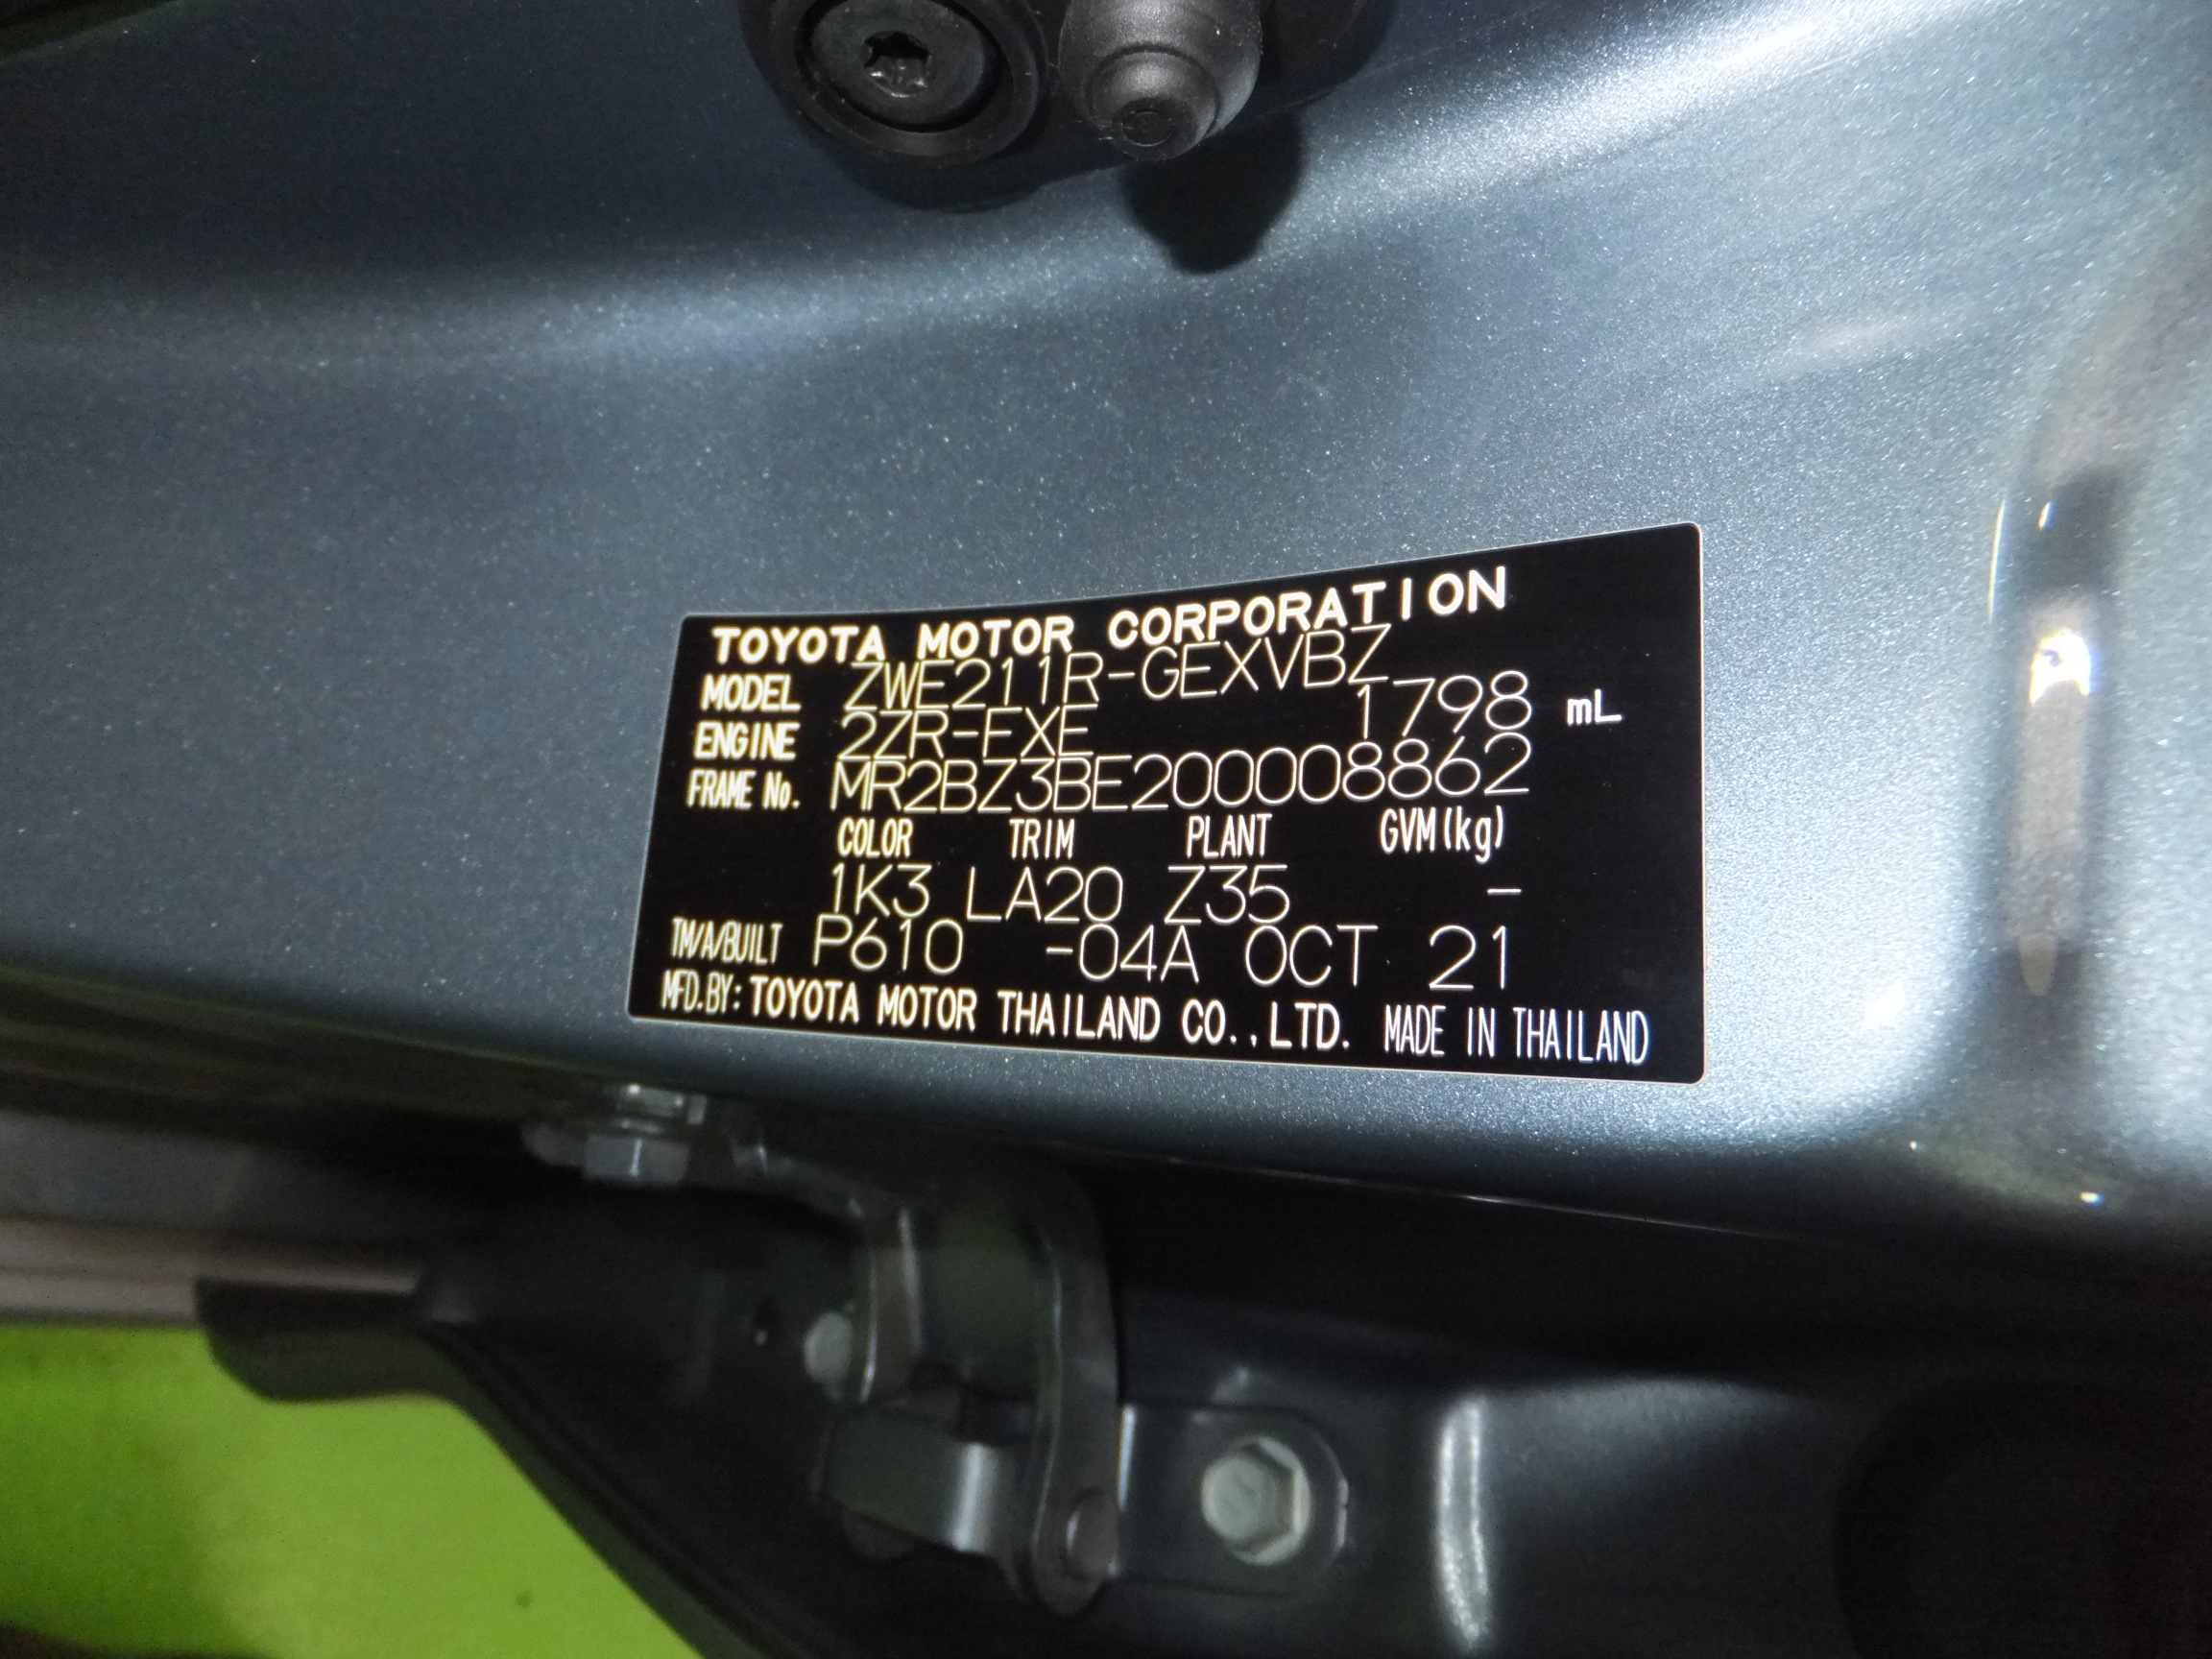 TOYOTA MOTOR CORPORATION
MODEL ZWE211R-GEXVBZ
ENGINE 2ZR-FXE 1798 mL
FRAME No. MR2BZ3BE200008862
COLOR TRIM PLANT GVM(kg)
1K3 LA20 Z35 -
TM/A/BUILT P610 -04A OCT 21
MFD.BY: TOYOTA MOTOR THAILAND CO.,LTD. MADE IN THAILAND